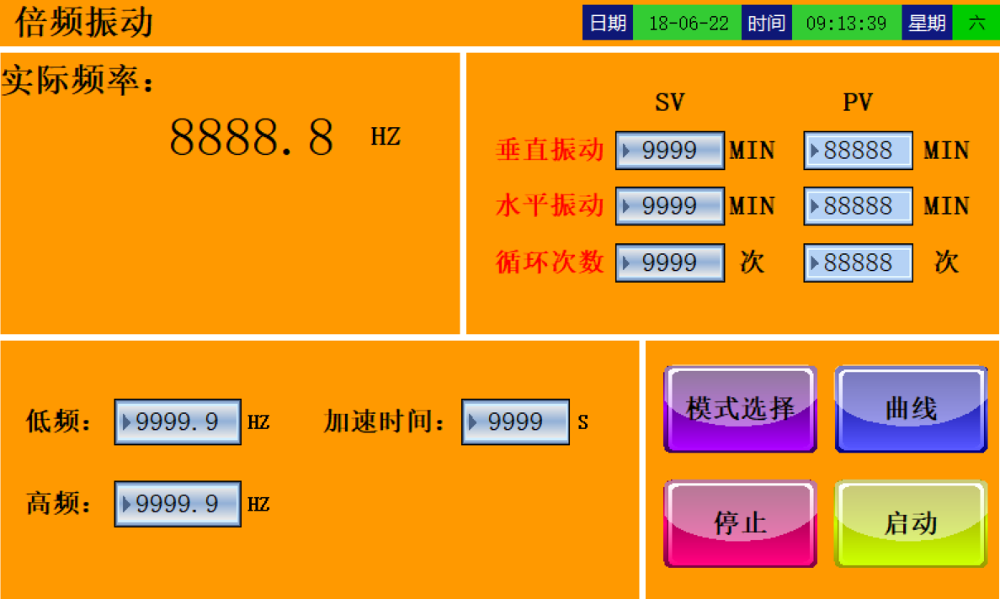 倍频振动 日期 18-06-22 时间 09:13:39 星期 六
实际频率：
8888.8 HZ
SV PV
垂直振动 9999 MIN 88888 MIN
水平振动 9999 MIN 88888 MIN
循环次数 9999 次 88888 次
低频： 9999.9 HZ 加速时间： 9999 S
高频： 9999.9 HZ
模式选择 曲线
停止 启动